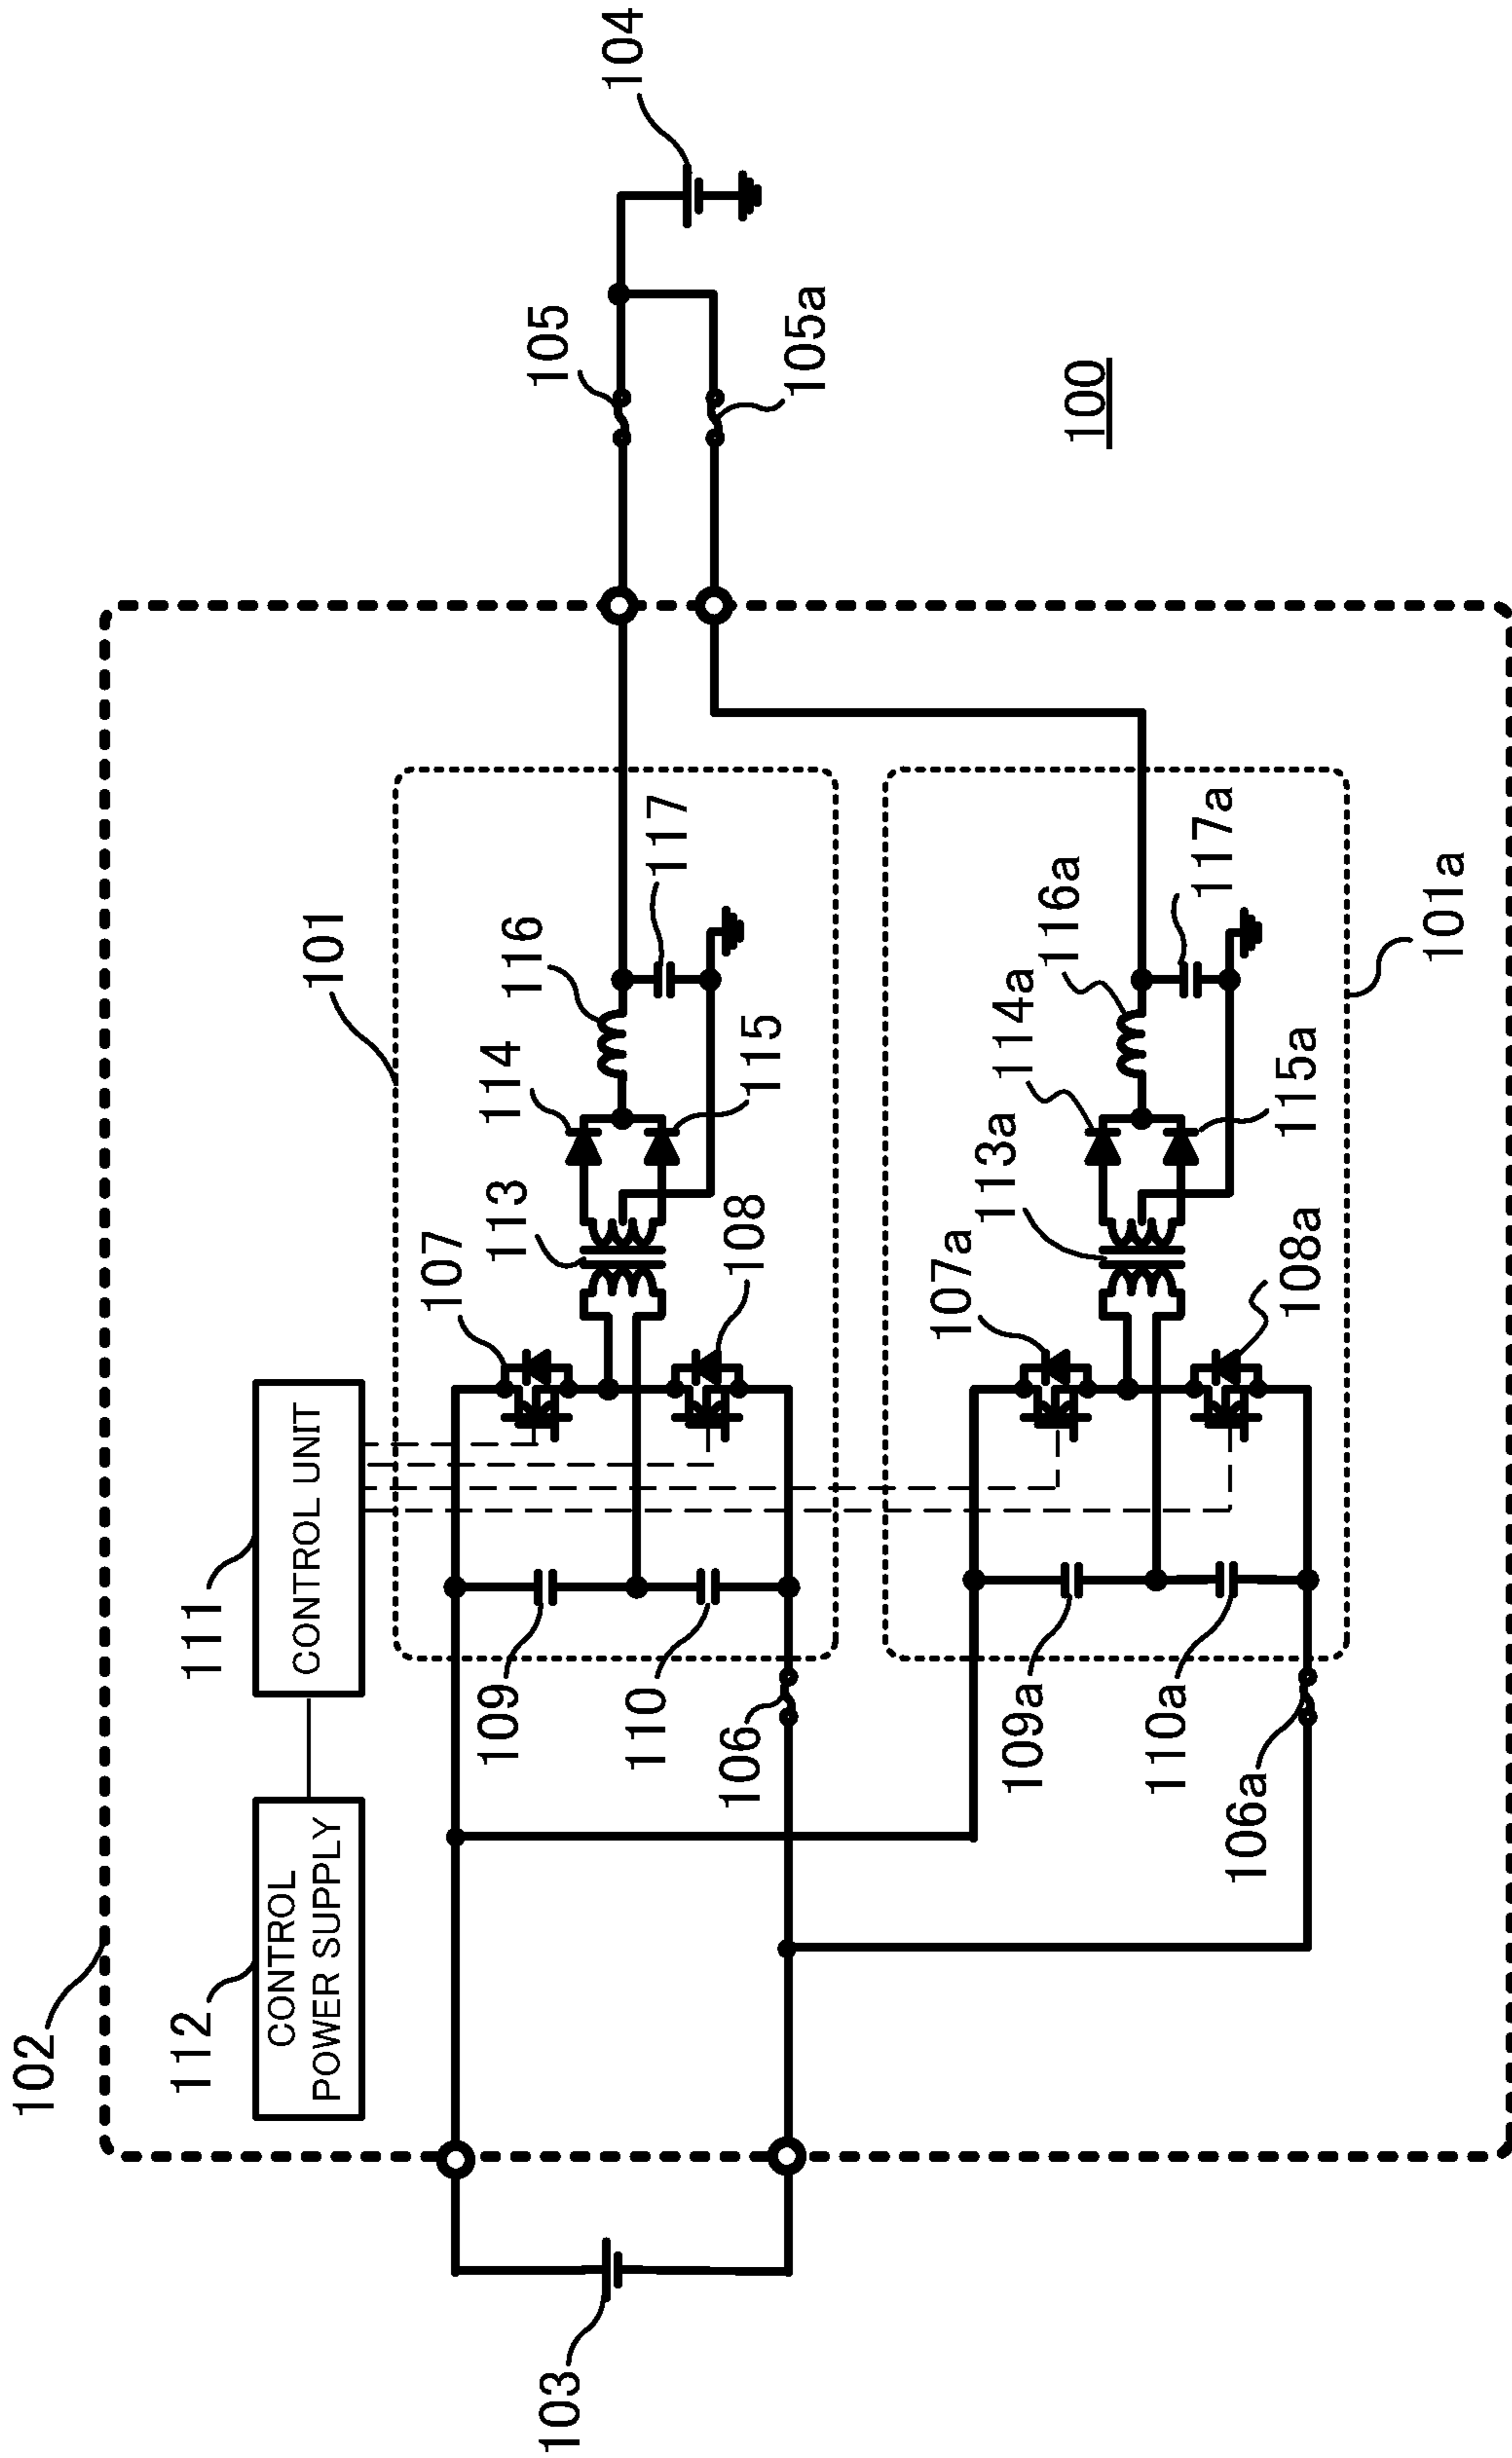 102
112
CONTROL
POWER SUPPLY
111
CONTROL UNIT
101
107
113
114
116
117
108
115
109
110
106
103
105
104
105a
100
107a
113a
114a
116a
117a
108a
115a
109a
110a
106a
101a